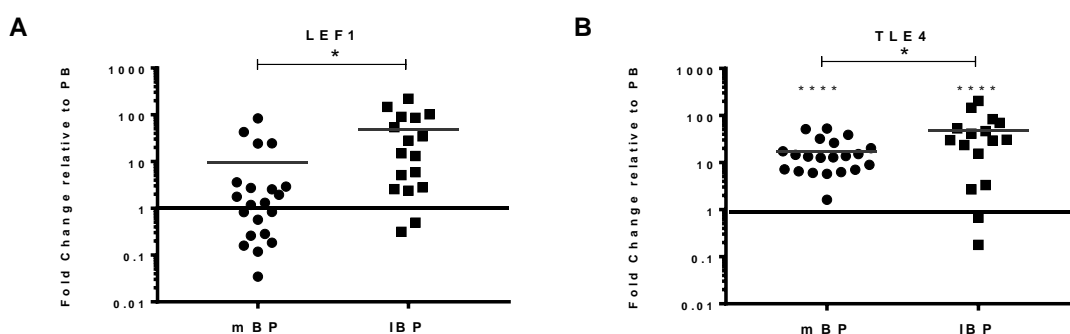 A
LEF1
*
Fold Change relative to PB
1000
100
10
1
0.1
0.01
mBP
lBP
B
TLE4
*
Fold Change relative to PB
1000
100
10
1
0.1
0.01
**** ****
mBP
lBP